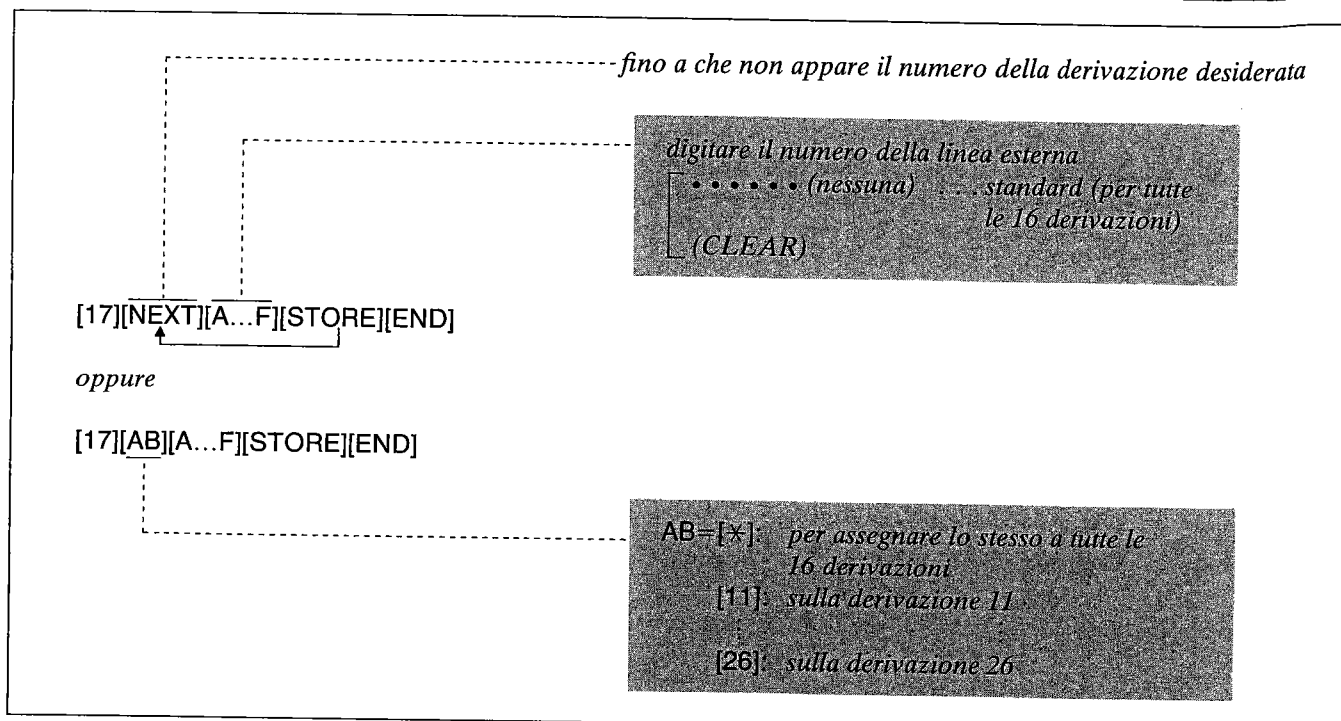 fino a che non appare il numero della derivazione desiderata
digitare il numero della linea esterna
• • • • • • (nessuna) . . . standard (per tutte
le 16 derivazioni)
(CLEAR)
[17][NEXT][A...F][STORE][END]
oppure
[17][AB][A...F][STORE][END]
AB=[✳]: per assegnare lo stesso a tutte le
16 derivazioni
[11]: sulla derivazione 11
[26]: sulla derivazione 26